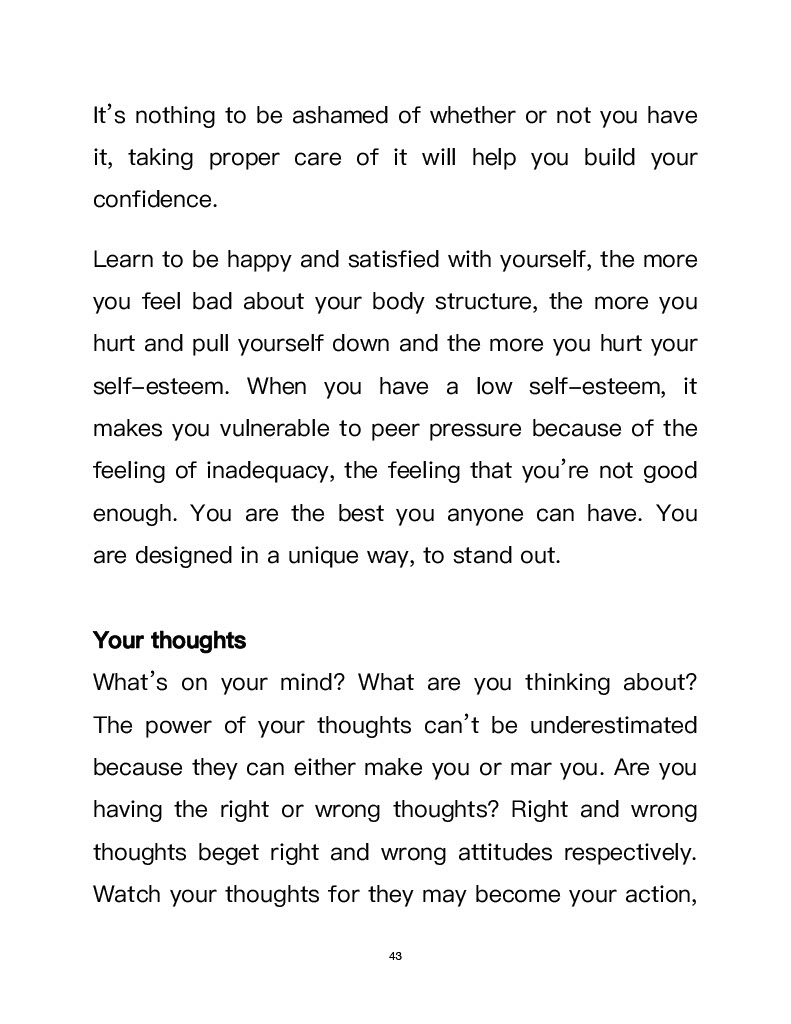 It’s nothing to be ashamed of whether or not you have
it, taking proper care of it will help you build your
confidence.
Learn to be happy and satisfied with yourself, the more
you feel bad about your body structure, the more you
hurt and pull yourself down and the more you hurt your
self-esteem. When you have a low self-esteem, it
makes you vulnerable to peer pressure because of the
feeling of inadequacy, the feeling that you’re not good
enough. You are the best you anyone can have. You
are designed in a unique way, to stand out.
Your thoughts
What’s on your mind? What are you thinking about?
The power of your thoughts can’t be underestimated
because they can either make you or mar you. Are you
having the right or wrong thoughts? Right and wrong
thoughts beget right and wrong attitudes respectively.
Watch your thoughts for they may become your action,
43